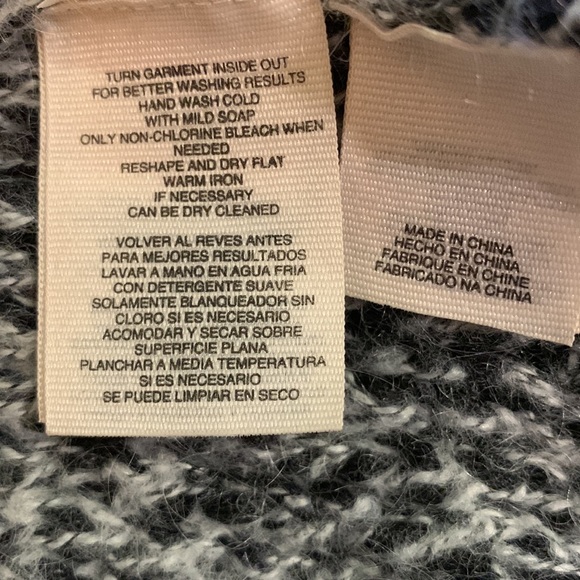 TURN GARMENT INSIDE OUT
FOR BETTER WASHING RESULTS
HAND WASH COLD
WITH MILD SOAP
ONLY NON-CHLORINE BLEACH WHEN
NEEDED
RESHAPE AND DRY FLAT
WARM IRON
IF NECESSARY
CAN BE DRY CLEANED
VOLVER AL REVES ANTES
PARA MEJORES RESULTADOS
LAVAR A MANO EN AGUA FRIA
CON DETERGENTE SUAVE
SOLAMENTE BLANQUEADOR SIN
CLORO SI ES NECESARIO
ACOMODAR Y SECAR SOBRE
SUPERFICIE PLANA
PLANCHAR A MEDIA TEMPERATURA
SI ES NECESARIO
SE PUEDE LIMPIAR EN SECO
MADE IN CHINA
HECHO EN CHINA
FABRIQUE EN CHINE
FABRICADO NA CHINA